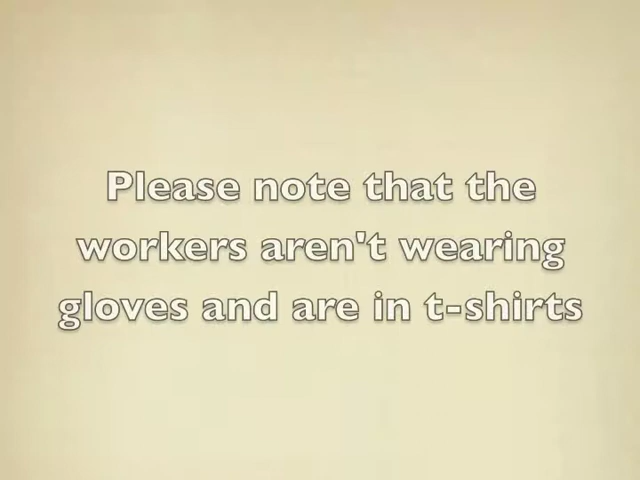 Please note that the
workers aren't wearing
gloves and are in t-shirts